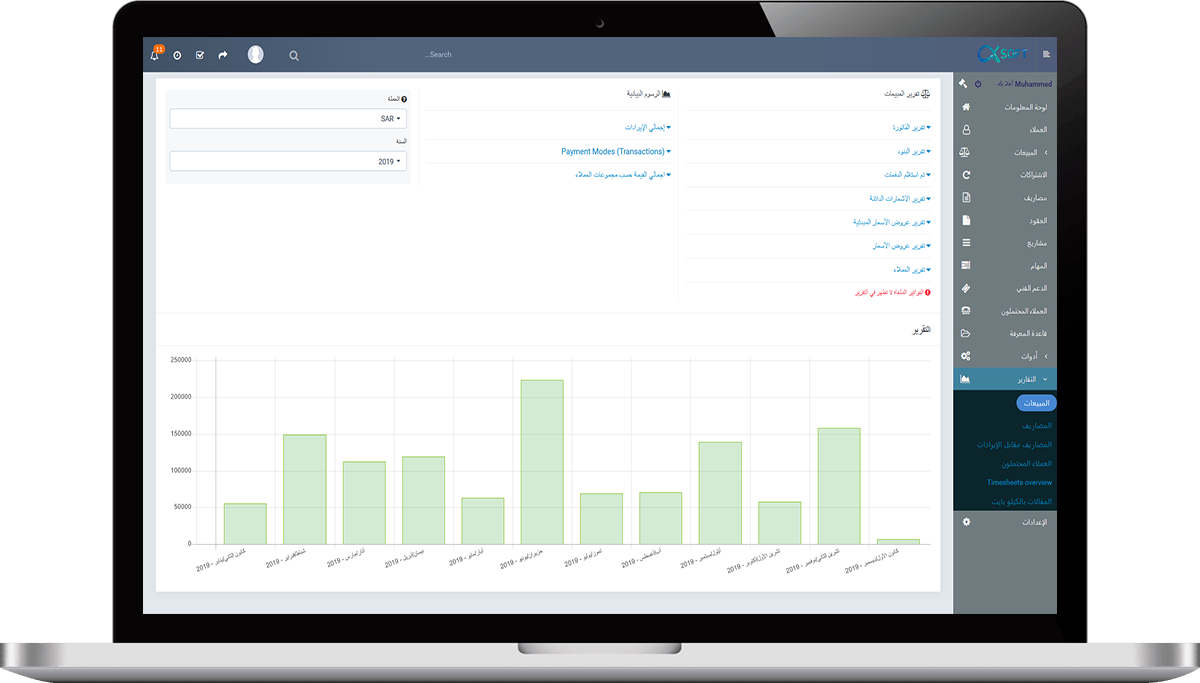 11
Search...
CXSOFT
Muhammed أهلا بك
لوحة المعلومات
العملاء
المبيعات
الاشتراكات
مصاريف
العقود
مشاريع
المهام
الدعم الفني
العملاء المحتملون
قاعدة المعرفة
أدوات
التقارير
المبيعات
المصاريف
المصاريف مقابل الإيرادات
العملاء المحتملون
Timesheets overview
المقالات بالكيلو بايت
الإعدادات
تقرير المبيعات
تقرير الفاتورة
تقرير البنود
تم استلام الدفعات
تقرير الاشعارات الدائنة
تقرير عروض الأسعار المبدئية
تقرير عروض الأسعار
تقرير العملاء
الفواتير الملغاة لا تظهر في التقرير
الرسوم البيانية
إجمالي الإيرادات
Payment Modes (Transactions)
اجمالي القيمة حسب مجموعات العملاء
العملة
SAR
السنة
2019
التقرير
250000
200000
150000
100000
50000
0
كانون الثاني/يناير - 2019
شباط/فبراير - 2019
آذار/مارس - 2019
نيسان/أبريل - 2019
أيار/مايو - 2019
حزيران/يونيو - 2019
تموز/يوليو - 2019
آب/أغسطس - 2019
أيلول/سبتمبر - 2019
تشرين الأول/أكتوبر - 2019
تشرين الثاني/نوفمبر - 2019
كانون الأول/ديسمبر - 2019